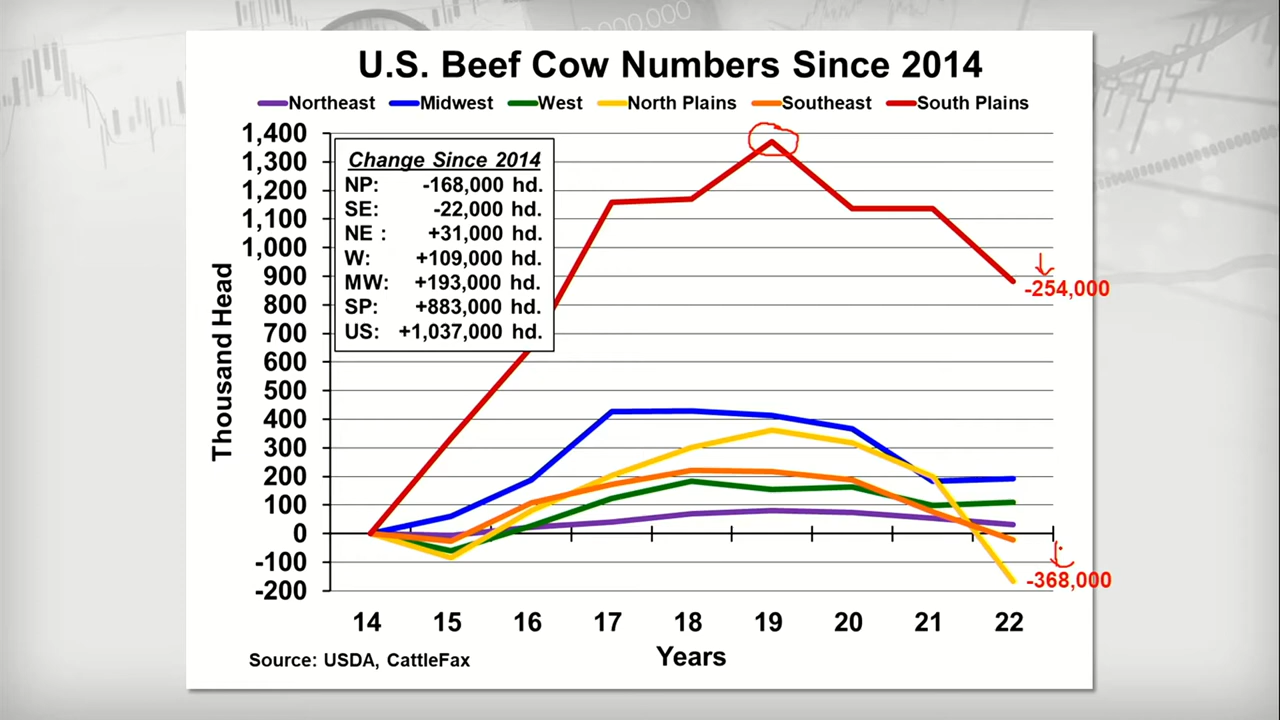 U.S. Beef Cow Numbers Since 2014
Northeast Midwest West North Plains Southeast South Plains
Change Since 2014
NP: -168,000 hd.
SE: -22,000 hd.
NE : +31,000 hd.
W: +109,000 hd.
MW: +193,000 hd.
SP: +883,000 hd.
US: +1,037,000 hd.
Thousand Head
1,400
1,300
1,200
1,100
1,000
900
800
700
600
500
400
300
200
100
0
-100
-200
-254,000
-368,000
14 15 16 17 18 19 20 21 22
Years
Source: USDA, CattleFax